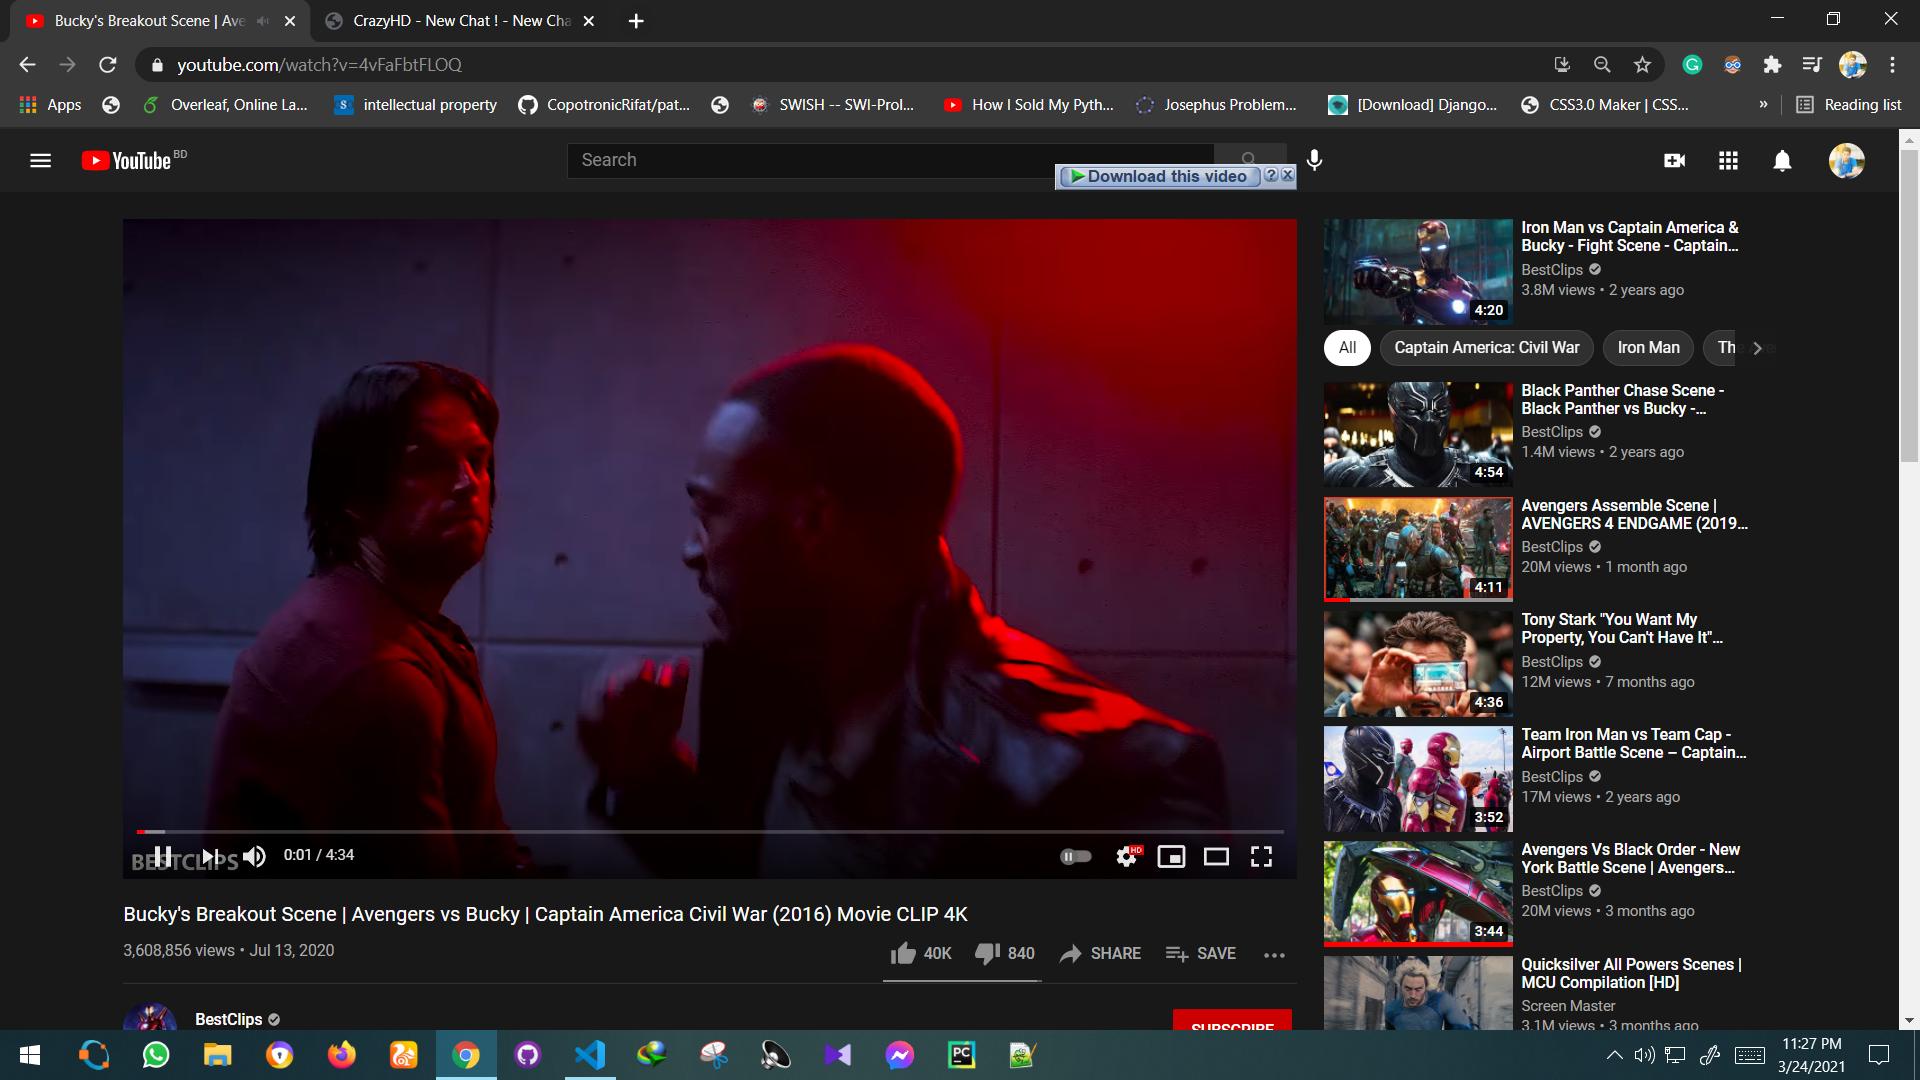 Bucky's Breakout Scene | Ave
CrazyHD - New Chat ! - New Cha
youtube.com/watch?v=4vFaFbtFLOQ
Apps
Overleaf, Online La...
intellectual property
CopotronicRifat/pat...
SWISH -- SWI-Prol...
How I Sold My Pyth...
Josephus Problem...
[Download] Django...
CSS3.0 Maker | CSS...
»
Reading list
YouTube BD
Search
Download this video
BESTCLIPS
0:01 / 4:34
HD
Bucky's Breakout Scene | Avengers vs Bucky | Captain America Civil War (2016) Movie CLIP 4K
3,608,856 views • Jul 13, 2020
40K
840
SHARE
SAVE
BestClips
SUBSCRIBE
Iron Man vs Captain America &
Bucky - Fight Scene - Captain...
BestClips
3.8M views • 2 years ago
4:20
All
Captain America: Civil War
Iron Man
Black Panther Chase Scene -
Black Panther vs Bucky -...
BestClips
1.4M views • 2 years ago
4:54
Avengers Assemble Scene |
AVENGERS 4 ENDGAME (2019...
BestClips
20M views • 1 month ago
4:11
Tony Stark "You Want My
Property, You Can't Have It"...
BestClips
12M views • 7 months ago
4:36
Team Iron Man vs Team Cap -
Airport Battle Scene – Captain...
BestClips
17M views • 2 years ago
3:52
Avengers Vs Black Order - New
York Battle Scene | Avengers...
BestClips
20M views • 3 months ago
3:44
Quicksilver All Powers Scenes |
MCU Compilation [HD]
Screen Master
3.1M views • 3 months ago
PC
11:27 PM
3/24/2021